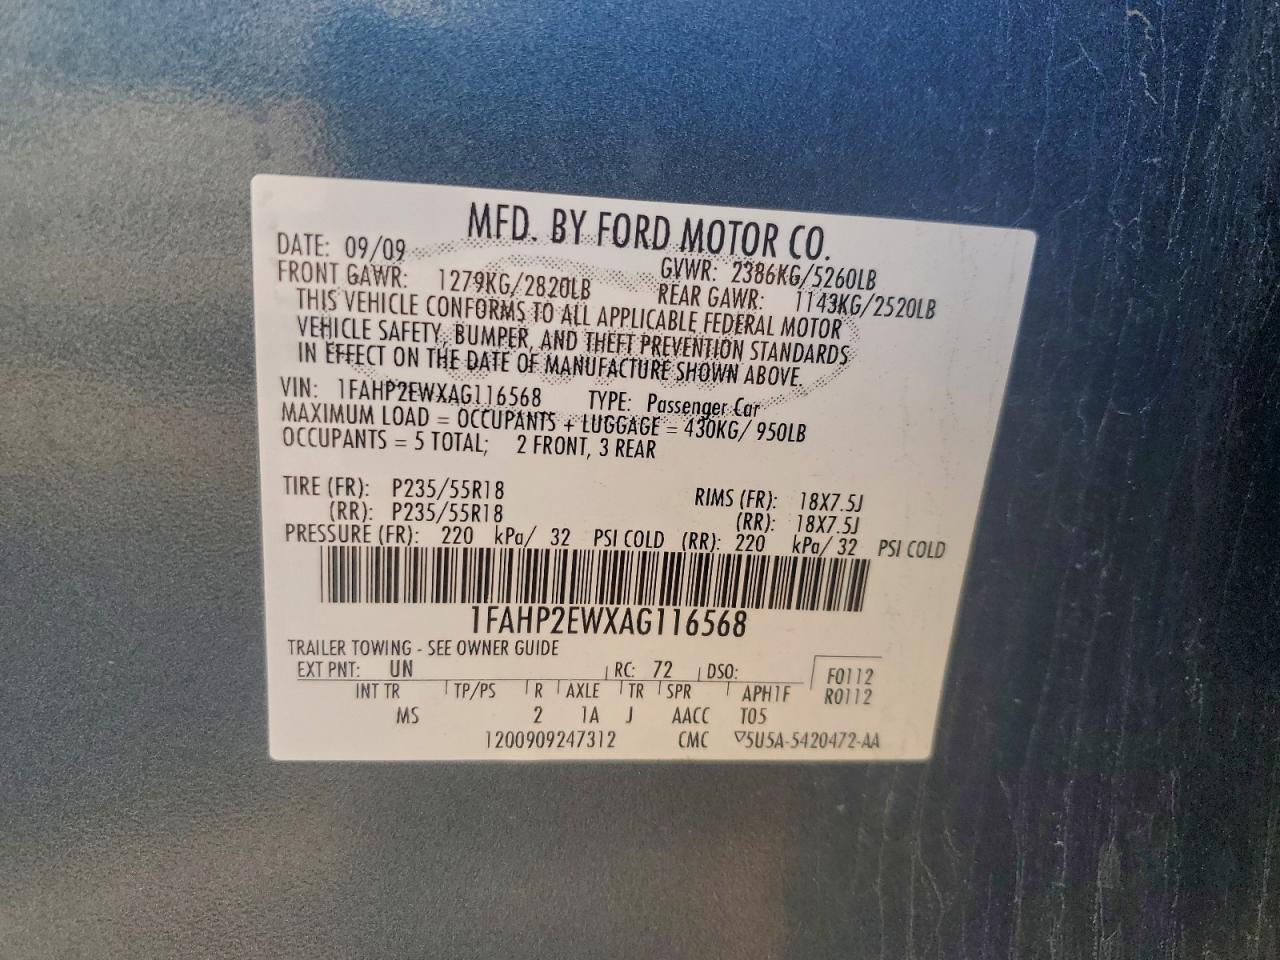 MFD. BY FORD MOTOR CO.
DATE: 09/09 GVWR: 2386KG/5260LB
FRONT GAWR: 1279KG/2820LB REAR GAWR: 1143KG/2520LB
THIS VEHICLE CONFORMS TO ALL APPLICABLE FEDERAL MOTOR
VEHICLE SAFETY, BUMPER, AND THEFT PREVENTION STANDARDS
IN EFFECT ON THE DATE OF MANUFACTURE SHOWN ABOVE.
VIN: 1FAHP2EWXAG116568 TYPE: Passenger Car
MAXIMUM LOAD = OCCUPANTS + LUGGAGE = 430KG/ 950LB
OCCUPANTS = 5 TOTAL; 2 FRONT, 3 REAR
TIRE (FR): P235/55R18 RIMS (FR): 18X7.5J
(RR): P235/55R18 (RR): 18X7.5J
PRESSURE (FR): 220 kPa/ 32 PSI COLD (RR): 220 kPa/ 32 PSI COLD
1FAHP2EWXAG116568
TRAILER TOWING - SEE OWNER GUIDE
EXT PNT: UN RC: 72 DSO: F0112
INT TR TP/PS R AXLE TR SPR APH1F R0112
MS 2 1A J AACC T05
1200909247312 CMC ▽5U5A-5420472-AA